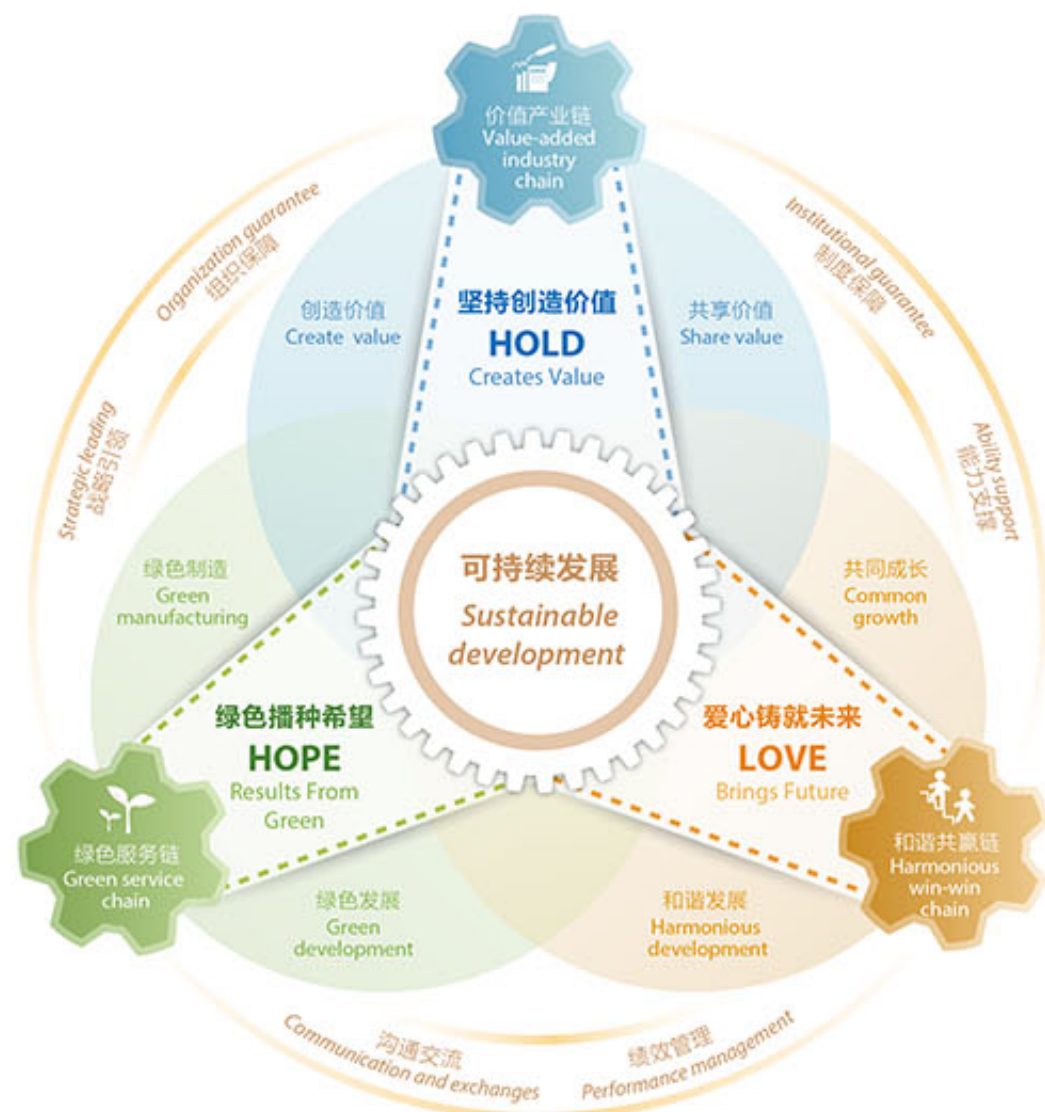 价值产业链
Value-added
industry
chain
Organization guarantee
组织保障
Institutional guarantee
制度保障
创造价值
Create value
坚持创造价值
HOLD
Creates Value
共享价值
Share value
Strategic leading
战略引领
Ability support
能力支撑
绿色制造
Green
manufacturing
可持续发展
Sustainable
development
共同成长
Common
growth
绿色播种希望
HOPE
Results From
Green
爱心铸就未来
LOVE
Brings Future
绿色服务链
Green service
chain
和谐共赢链
Harmonious
win-win
chain
绿色发展
Green
development
和谐发展
Harmonious
development
沟通交流
Communication and exchanges
绩效管理
Performance management